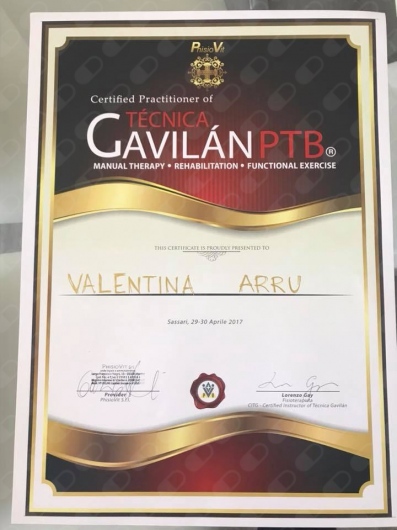 PhisioVit
Certified Practitioner of
TÉCNICA
GAVILÁN PTB®
MANUAL THERAPY • REHABILITATION • FUNCTIONAL EXERCISE
THIS CERTIFICATE IS PROUDLY PRESENTED TO
VALENTINA ARRU
Sassari, 29-30 Aprile 2017
Provider
Lorenzo Gay
Fisioterapista
CITG - Certified Instructor of Técnica Gavilán